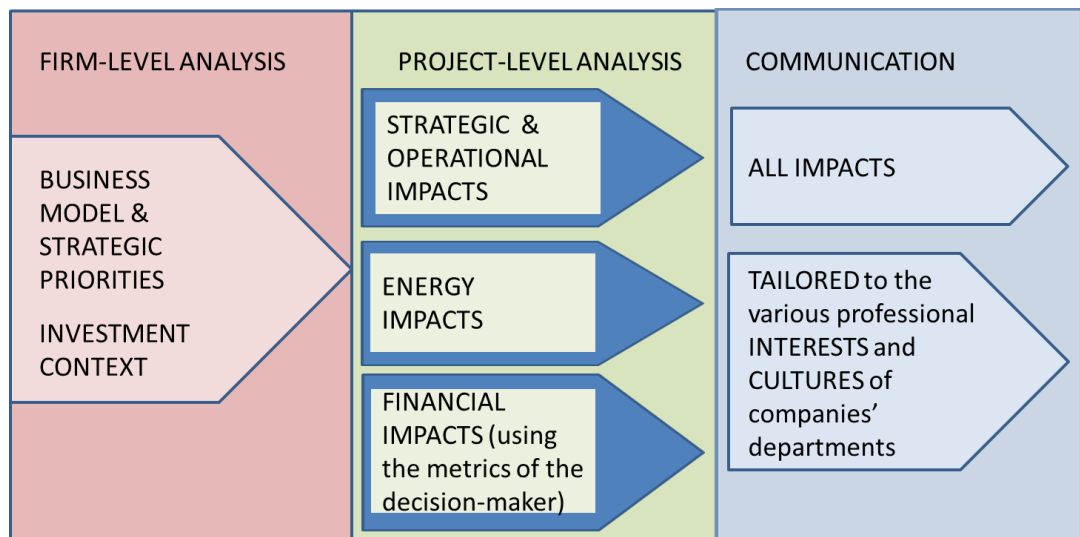 FIRM-LEVEL ANALYSIS
BUSINESS
MODEL &
STRATEGIC
PRIORITIES
INVESTMENT
CONTEXT
PROJECT-LEVEL ANALYSIS
STRATEGIC &
OPERATIONAL
IMPACTS
ENERGY
IMPACTS
FINANCIAL
IMPACTS (using
the metrics of the
decision-maker)
COMMUNICATION
ALL IMPACTS
TAILORED to the
various professional
INTERESTS and
CULTURES of
companies’
departments